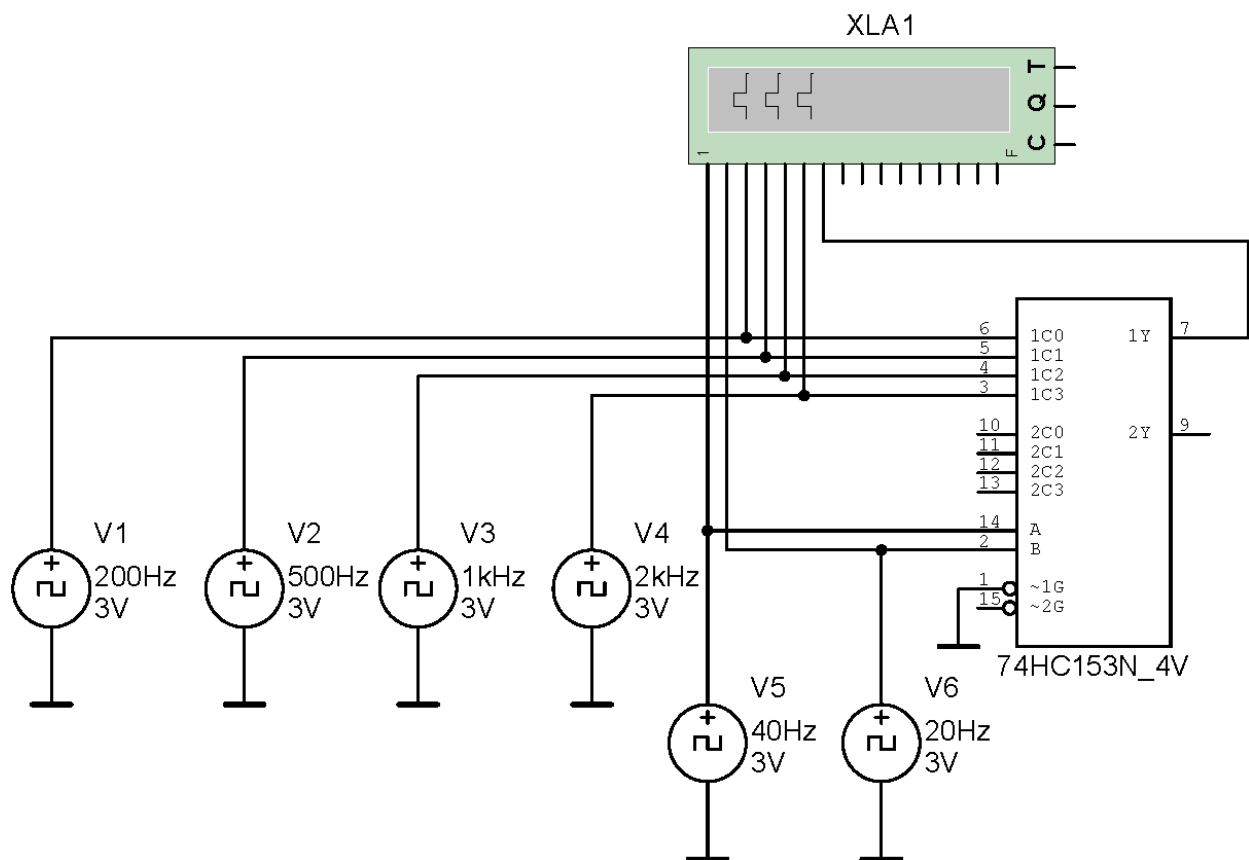 XLA1
T
Q
C
1
F
6 1C0 1Y 7
5 1C1
4 1C2
3 1C3
10 2C0 2Y 9
11 2C1
12 2C2
13 2C3
14 A
2 B
1 ~1G
15 ~2G
74HC153N_4V
V1
200Hz
3V
V2
500Hz
3V
V3
1kHz
3V
V4
2kHz
3V
V5
40Hz
3V
V6
20Hz
3V